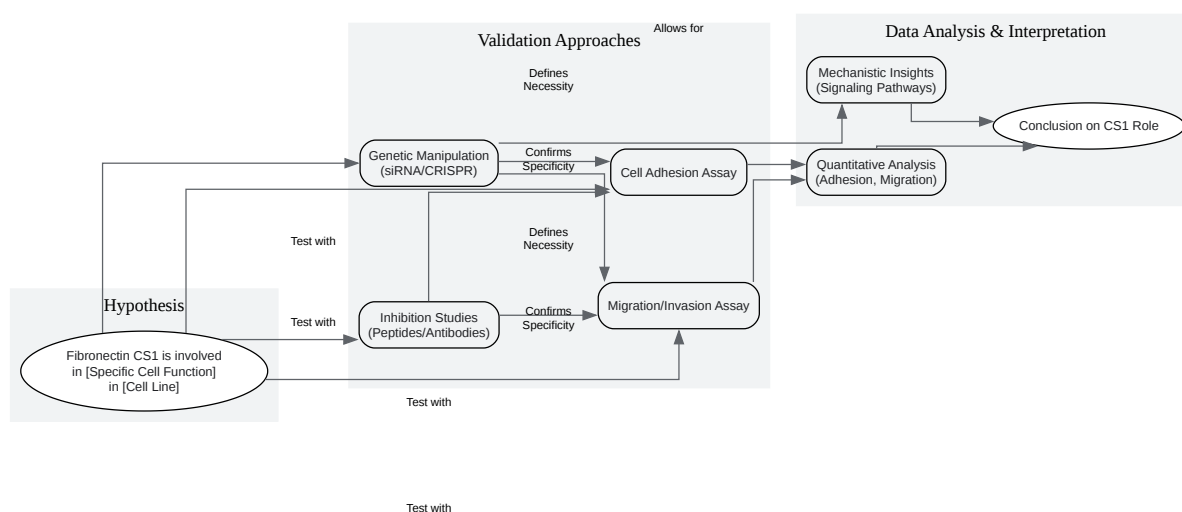 Allows for
Validation Approaches
Data Analysis & Interpretation
Defines
Necessity
Mechanistic Insights
(Signaling Pathways)
Conclusion on CS1 Role
Genetic Manipulation
(siRNA/CRISPR)
Confirms
Specificity
Cell Adhesion Assay
Quantitative Analysis
(Adhesion, Migration)
Test with
Defines
Necessity
Hypothesis
Test with
Inhibition Studies
(Peptides/Antibodies)
Confirms
Specificity
Migration/Invasion Assay
Fibronectin CS1 is involved
in [Specific Cell Function]
in [Cell Line]
Test with
Test with